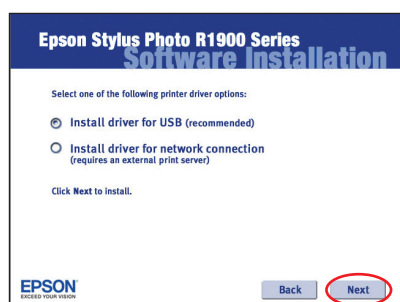 Epson Stylus Photo R1900 Series
Software Installation
Select one of the following printer driver options:
Install driver for USB (recommended)
Install driver for network connection
(requires an external print server)
Click Next to install.
EPSON
EXCEED YOUR VISION
Back
Next